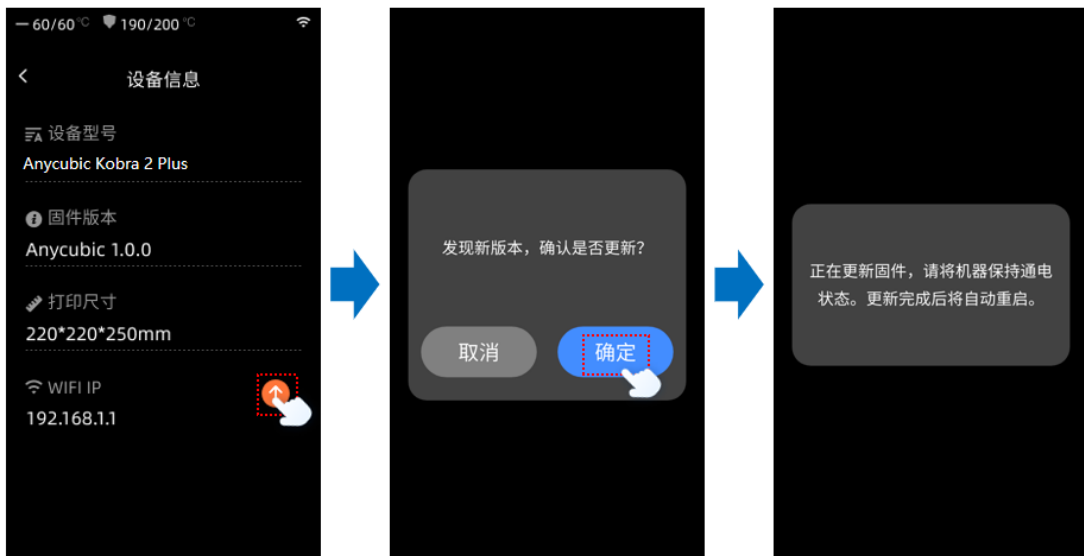 60/60°C 190/200°C
设备信息
设备型号
Anycubic Kobra 2 Plus
固件版本
Anycubic 1.0.0
打印尺寸
220*220*250mm
WIFI IP
192.168.1.1
发现新版本，确认是否更新？
取消 确定
正在更新固件，请将机器保持通电
状态。更新完成后将自动重启。